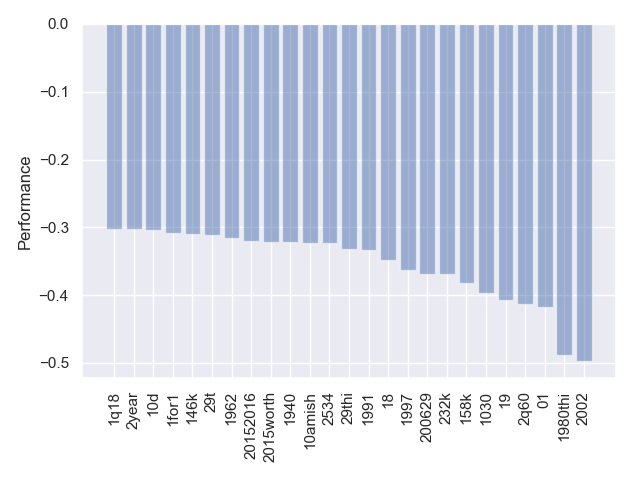 0.0
−0.1
−0.2
−0.3
−0.4
−0.5
Performance
1q18
2year
10d
1for1
146k
29t
1962
20152016
2015worth
1940
10amish
2534
29thi
1991
18
1997
200629
232k
158k
1030
19
2q60
01
1980thi
2002